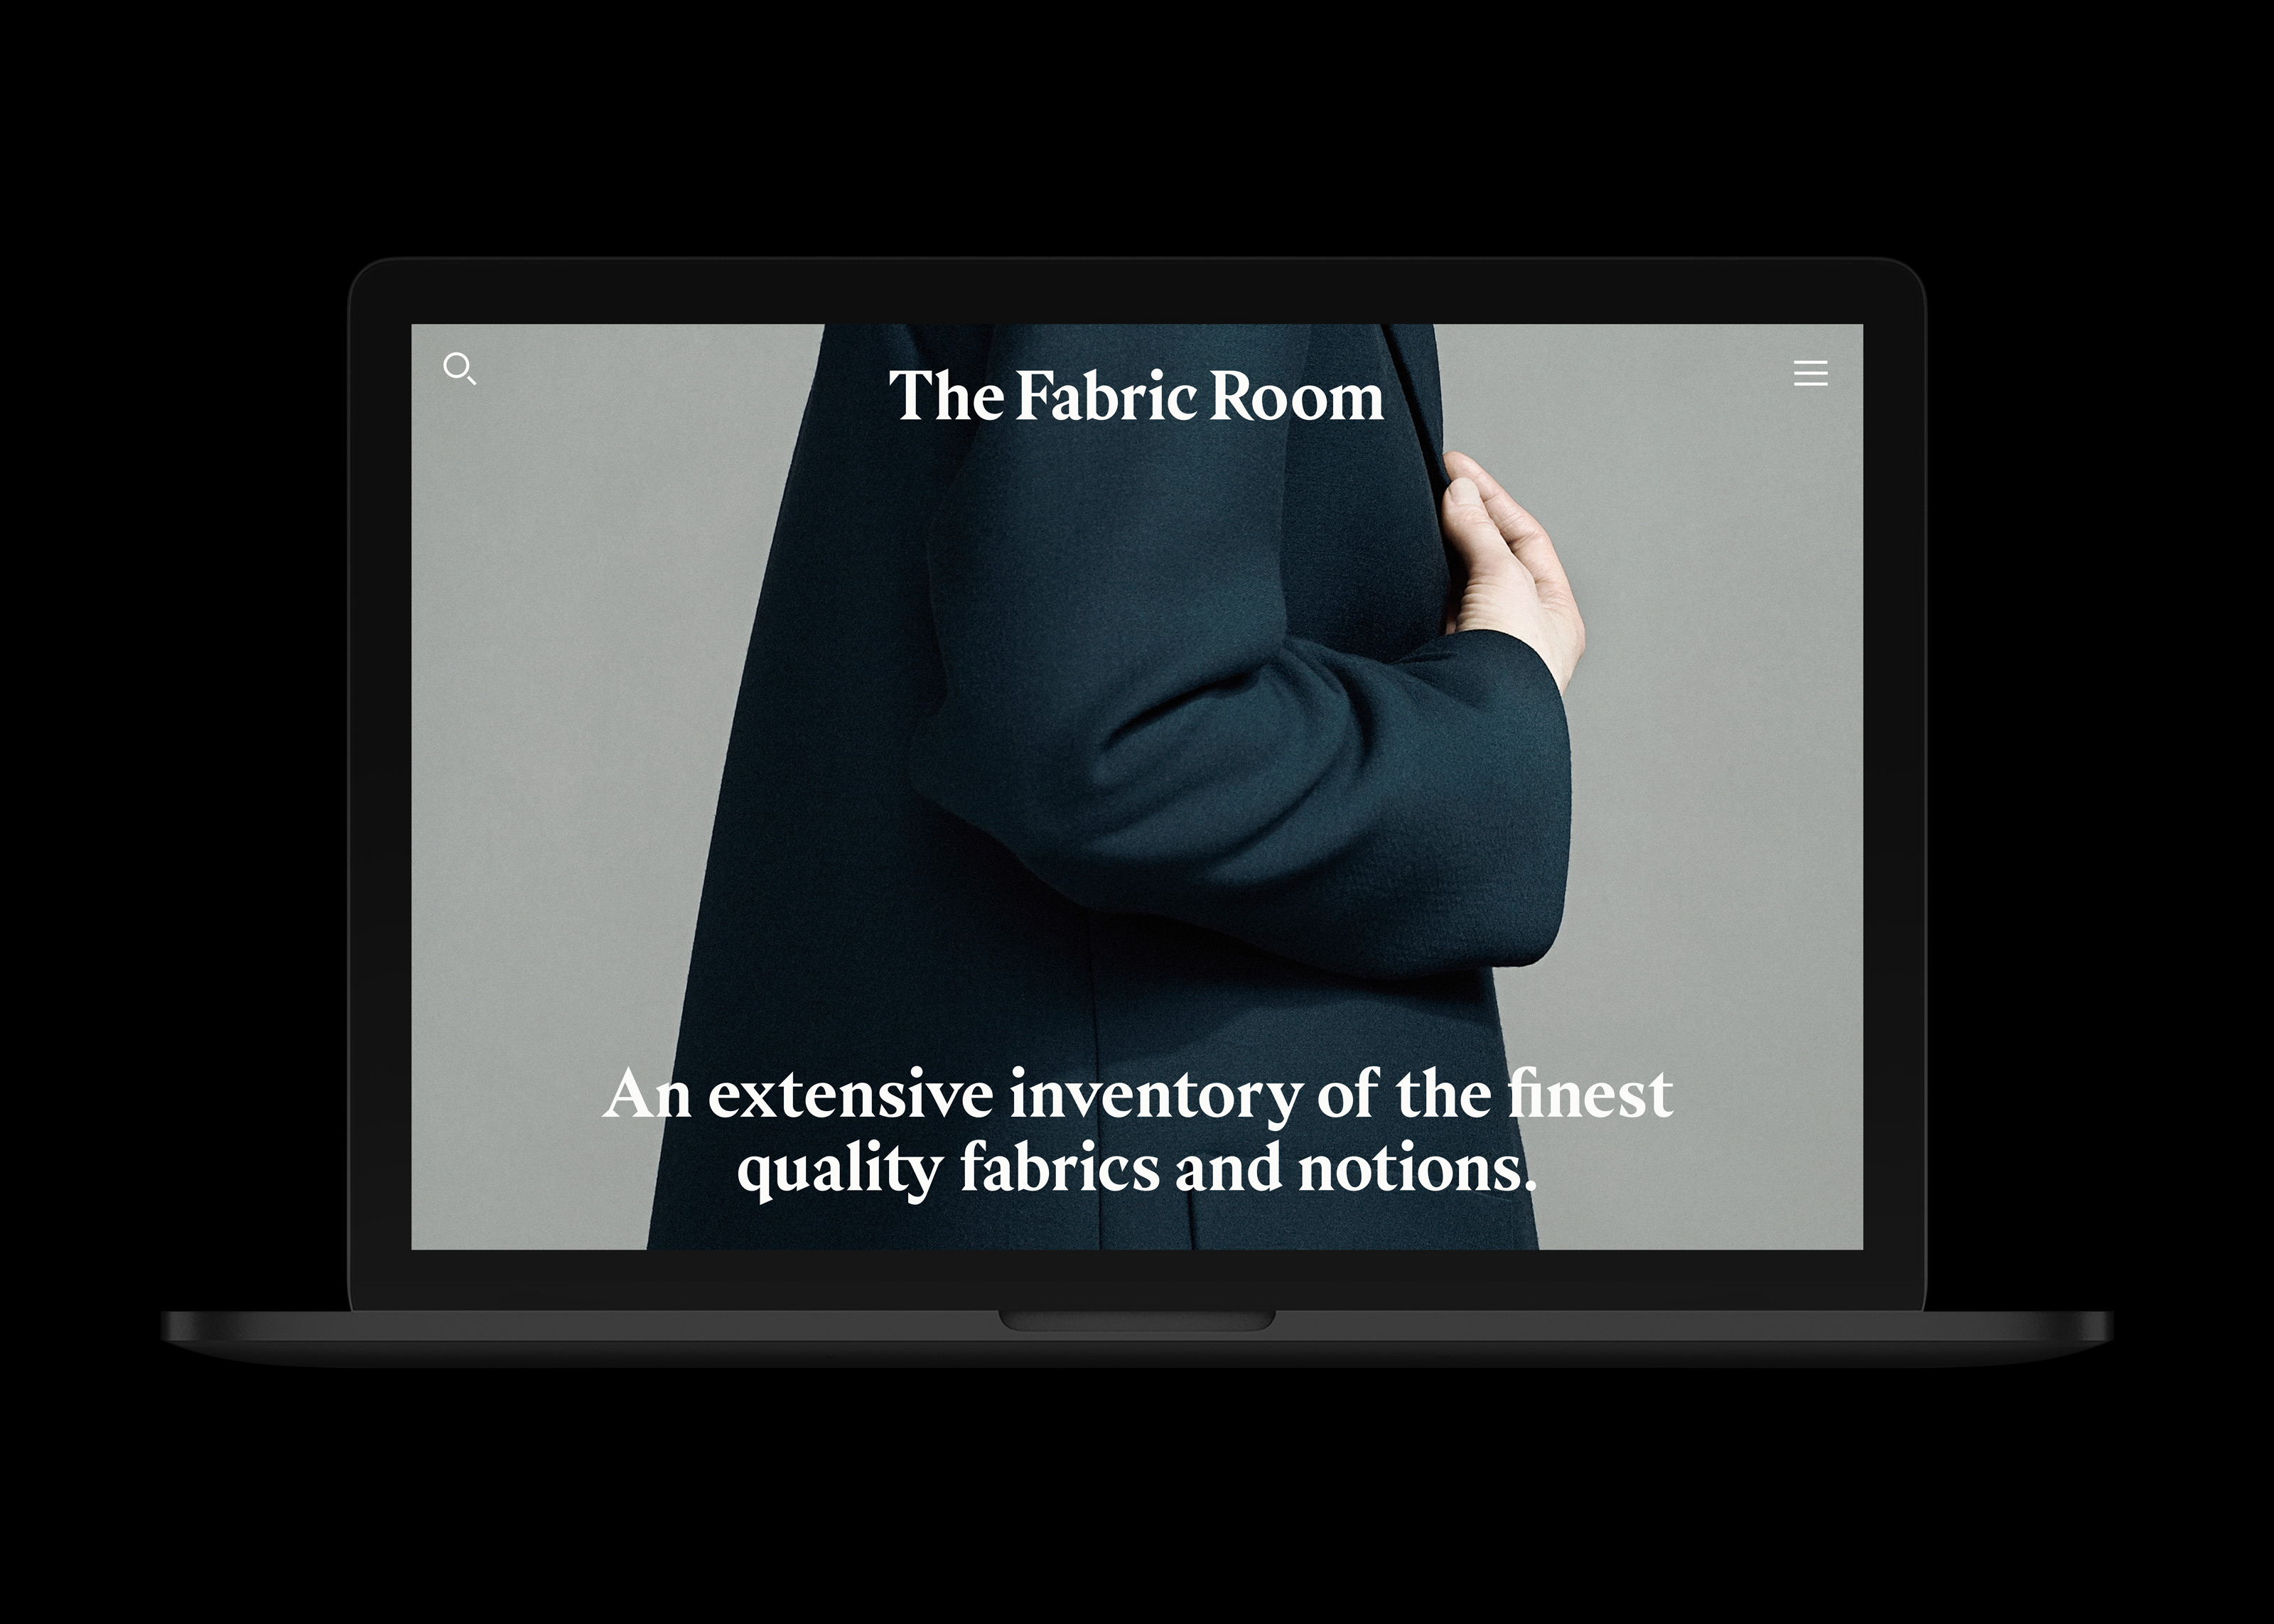 The Fabric Room
An extensive inventory of the finest
quality fabrics and notions.